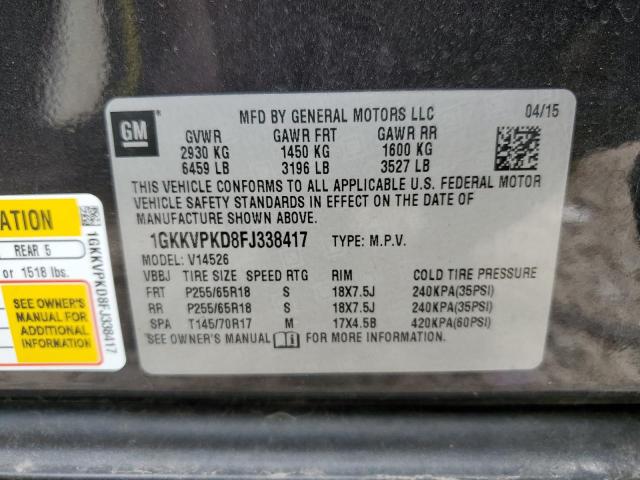 GM
MFD BY GENERAL MOTORS LLC 04/15
GVWR GAWR FRT GAWR RR
2930 KG 1450 KG 1600 KG
6459 LB 3196 LB 3527 LB
THIS VEHICLE CONFORMS TO ALL APPLICABLE U.S. FEDERAL MOTOR
VEHICLE SAFETY STANDARDS IN EFFECT ON THE DATE OF
MANUFACTURE SHOWN ABOVE.
1GKKVPKD8FJ338417 TYPE: M.P.V.
MODEL: V14526
VBBJ TIRE SIZE SPEED RTG RIM COLD TIRE PRESSURE
FRT P255/65R18 S 18X7.5J 240KPA(35PSI)
RR P255/65R18 S 18X7.5J 240KPA(35PSI)
SPA T145/70R17 M 17X4.5B 420KPA(60PSI)
SEE OWNER'S MANUAL FOR MORE INFORMATION
ATION
REAR 5
or 1518 lbs.
SEE OWNER'S
MANUAL FOR
ADDITIONAL
INFORMATION
1GKKVPKD8FJ338417